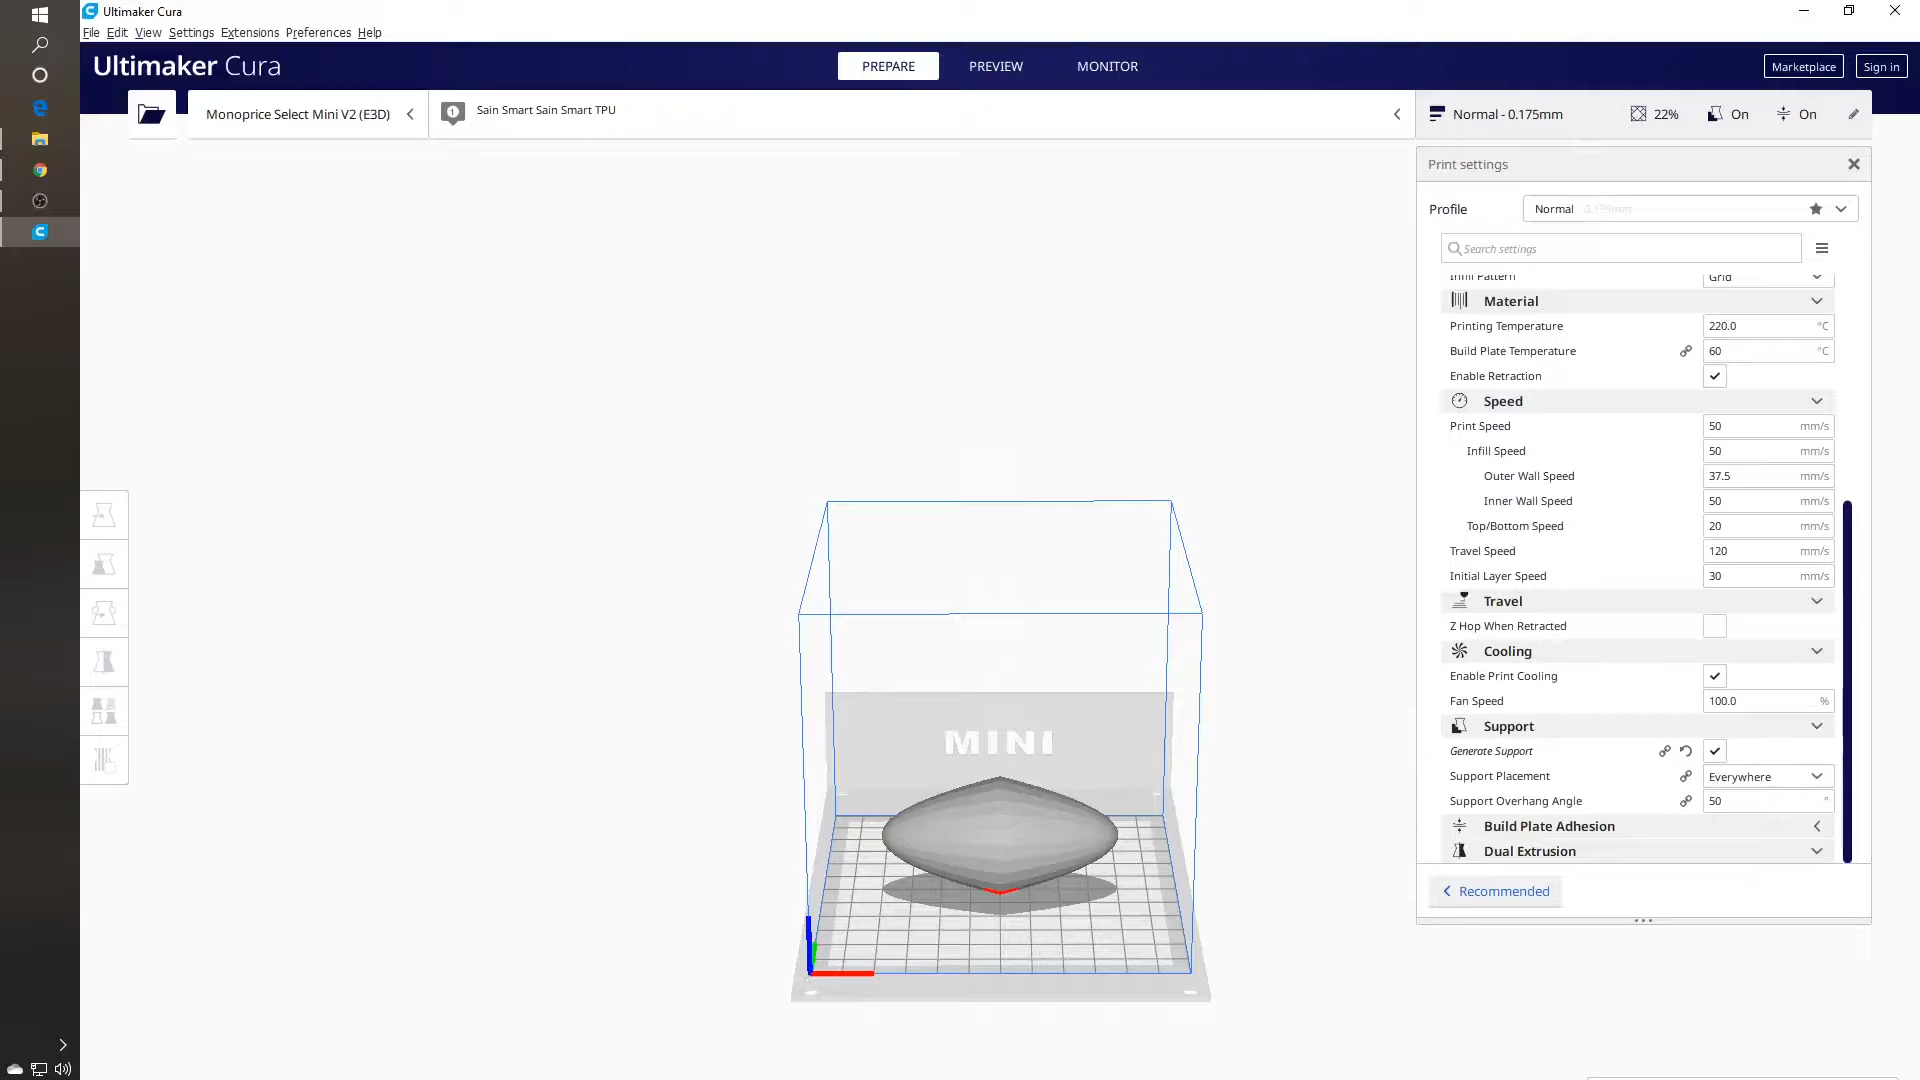 Ultimaker Cura
File Edit View Settings Extensions Preferences Help
Ultimaker Cura
PREPARE
PREVIEW
MONITOR
Marketplace
Sign in
Monoprice Select Mini V2 (E3D)
1
Sain Smart Sain Smart TPU
Normal - 0.175mm
22%
On
On
Print settings
Profile
Normal 0.175mm
Search settings
Infill Pattern Grid
Material
Printing Temperature 220.0 °C
Build Plate Temperature 60 °C
Enable Retraction
Speed
Print Speed 50 mm/s
Infill Speed 50 mm/s
Outer Wall Speed 37.5 mm/s
Inner Wall Speed 50 mm/s
Top/Bottom Speed 20 mm/s
Travel Speed 120 mm/s
Initial Layer Speed 30 mm/s
Travel
Z Hop When Retracted
Cooling
Enable Print Cooling
Fan Speed 100.0 %
Support
Generate Support
Support Placement Everywhere
Support Overhang Angle 50 °
Build Plate Adhesion
Dual Extrusion
Recommended
MINI